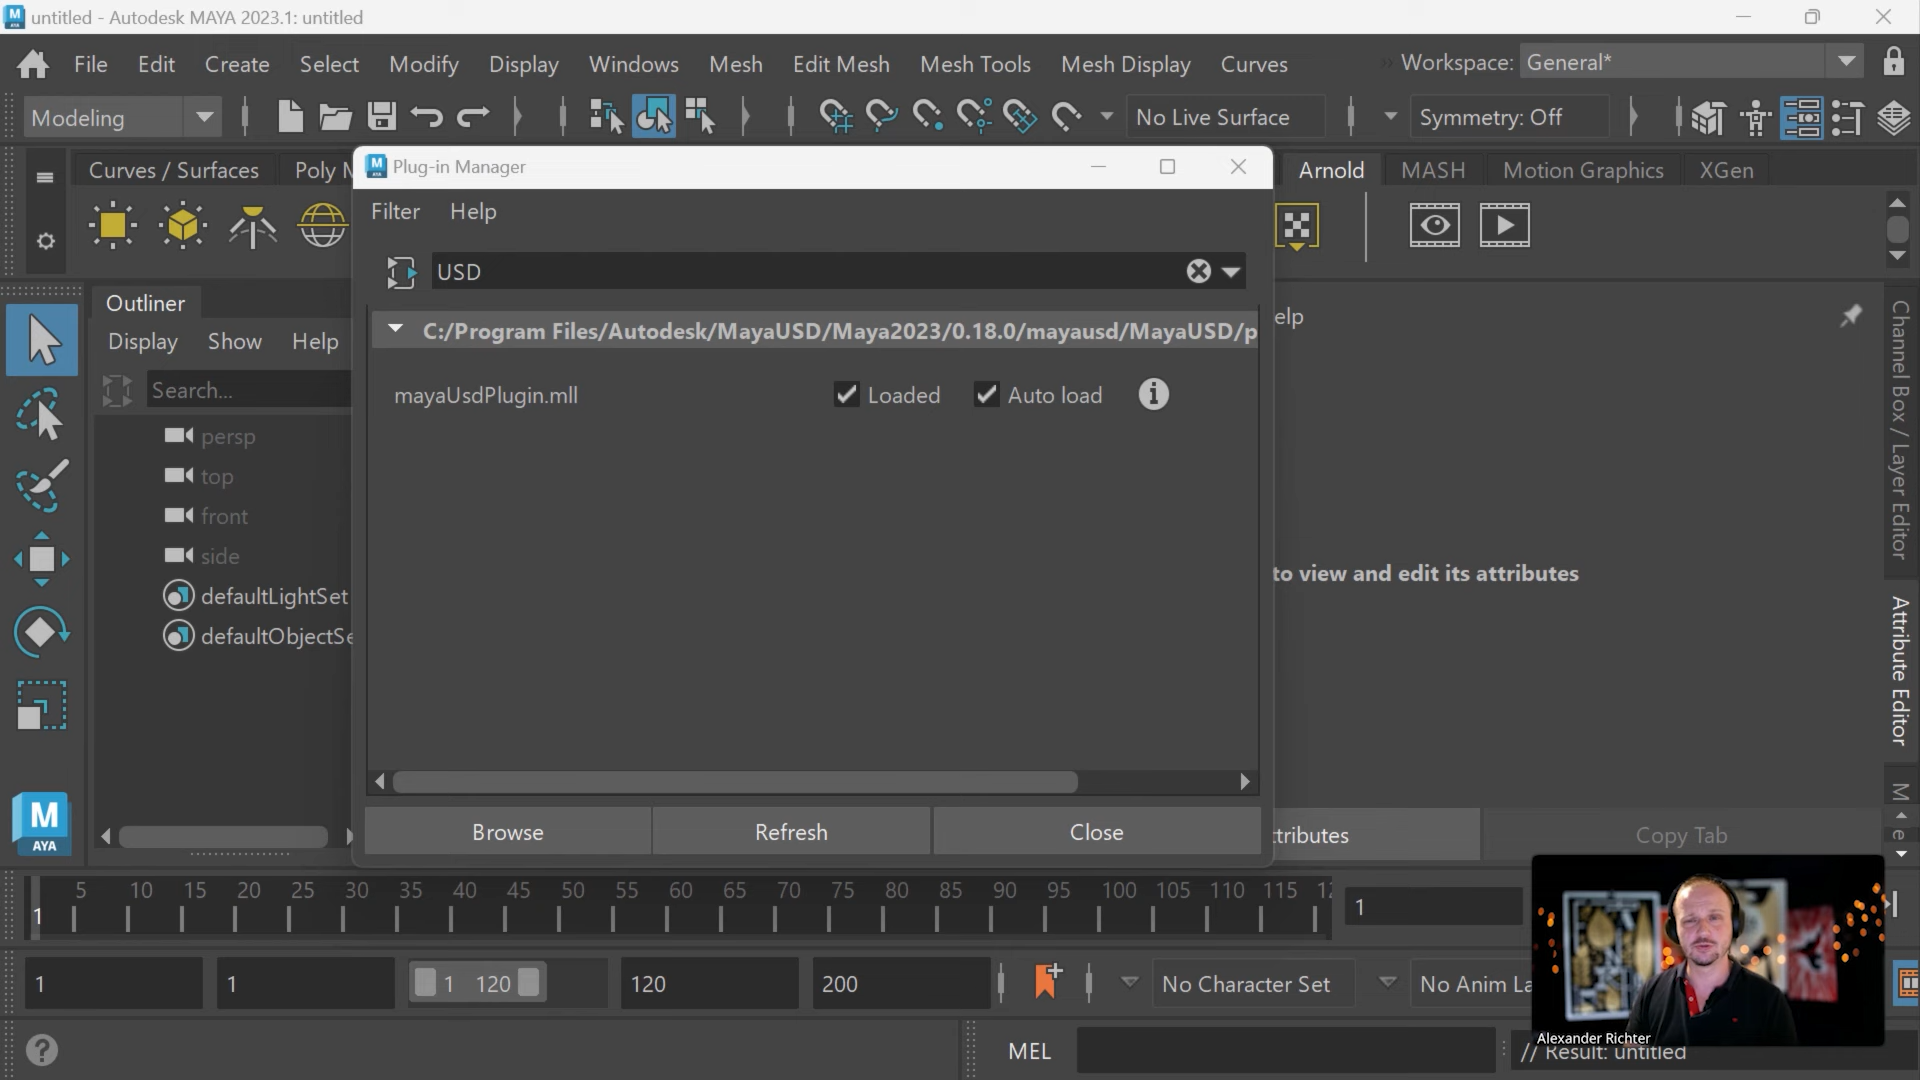 untitled - Autodesk MAYA 2023.1: untitled
File Edit Create Select Modify Display Windows Mesh Edit Mesh Mesh Tools Mesh Display Curves Workspace: General*
Modeling No Live Surface Symmetry: Off
Curves / Surfaces Poly M Plug-in Manager Arnold MASH Motion Graphics XGen
Filter Help
USD
Outliner
C:/Program Files/Autodesk/MayaUSD/Maya2023/0.18.0/mayausd/MayaUSD/p
elp
Display Show Help
Search...
mayaUsdPlugin.mll Loaded Auto load
persp
top
front
side
defaultLightSet
defaultObjectSe
to view and edit its attributes
Channel Box / Layer Editor
Attribute Editor
M
e
M
AYA
Browse Refresh Close
ttributes Copy Tab
5 10 15 20 25 30 35 40 45 50 55 60 65 70 75 80 85 90 95 100 105 110 115 12
1 1
1 1 1 120 120 200 No Character Set No Anim La
Alexander Richter
MEL // Result: untitled